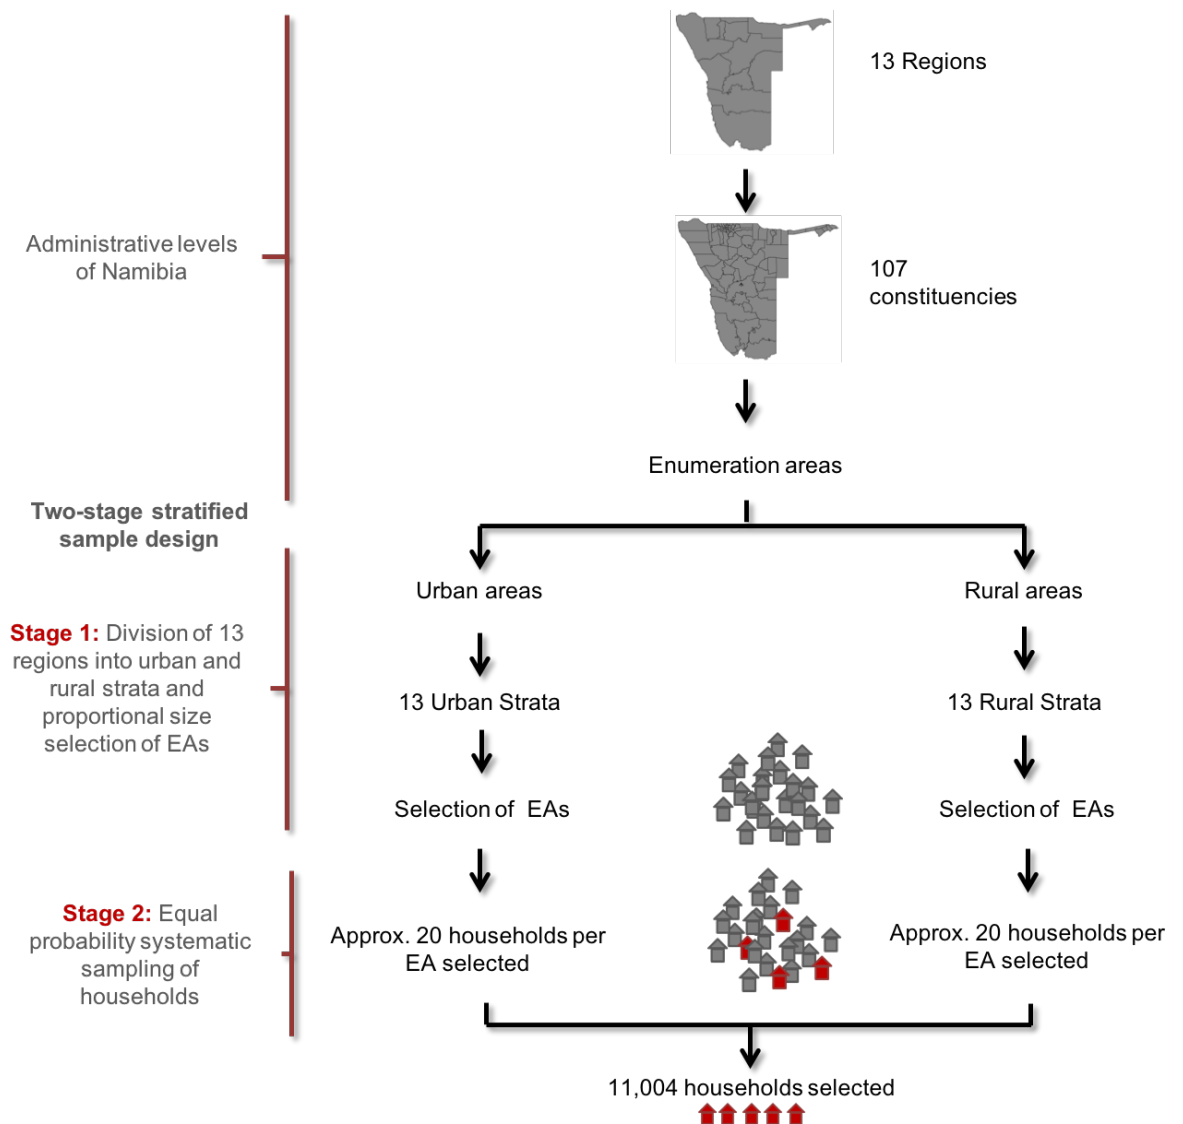 13 Regions
Administrative levels
of Namibia
107
constituencies
Enumeration areas
Two-stage stratified
sample design
Urban areas
Rural areas
Stage 1: Division of 13
regions into urban and
rural strata and
proportional size
selection of EAs
13 Urban Strata
13 Rural Strata
Selection of EAs
Selection of EAs
Stage 2: Equal
probability systematic
sampling of
households
Approx. 20 households per
EA selected
Approx. 20 households per
EA selected
11,004 households selected